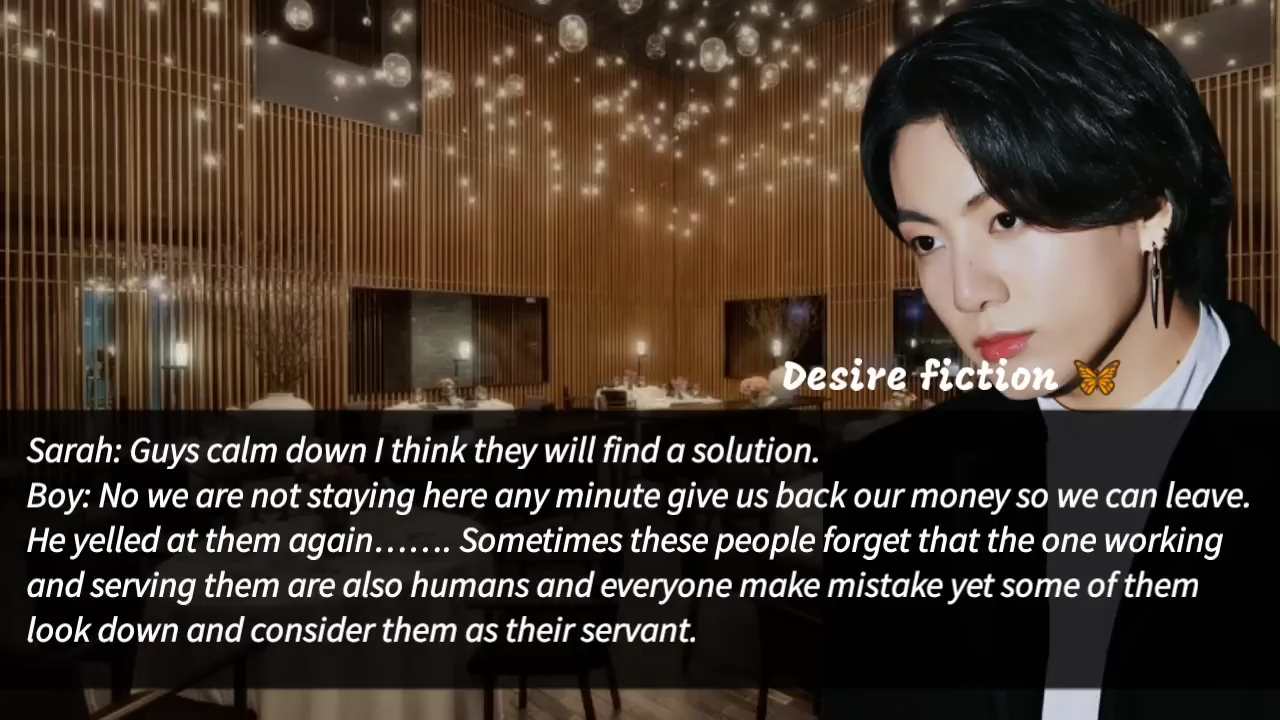 Desire fiction 🦋
Sarah: Guys calm down I think they will find a solution.
Boy: No we are not staying here any minute give us back our money so we can leave.
He yelled at them again……. Sometimes these people forget that the one working
and serving them are also humans and everyone make mistake yet some of them
look down and consider them as their servant.